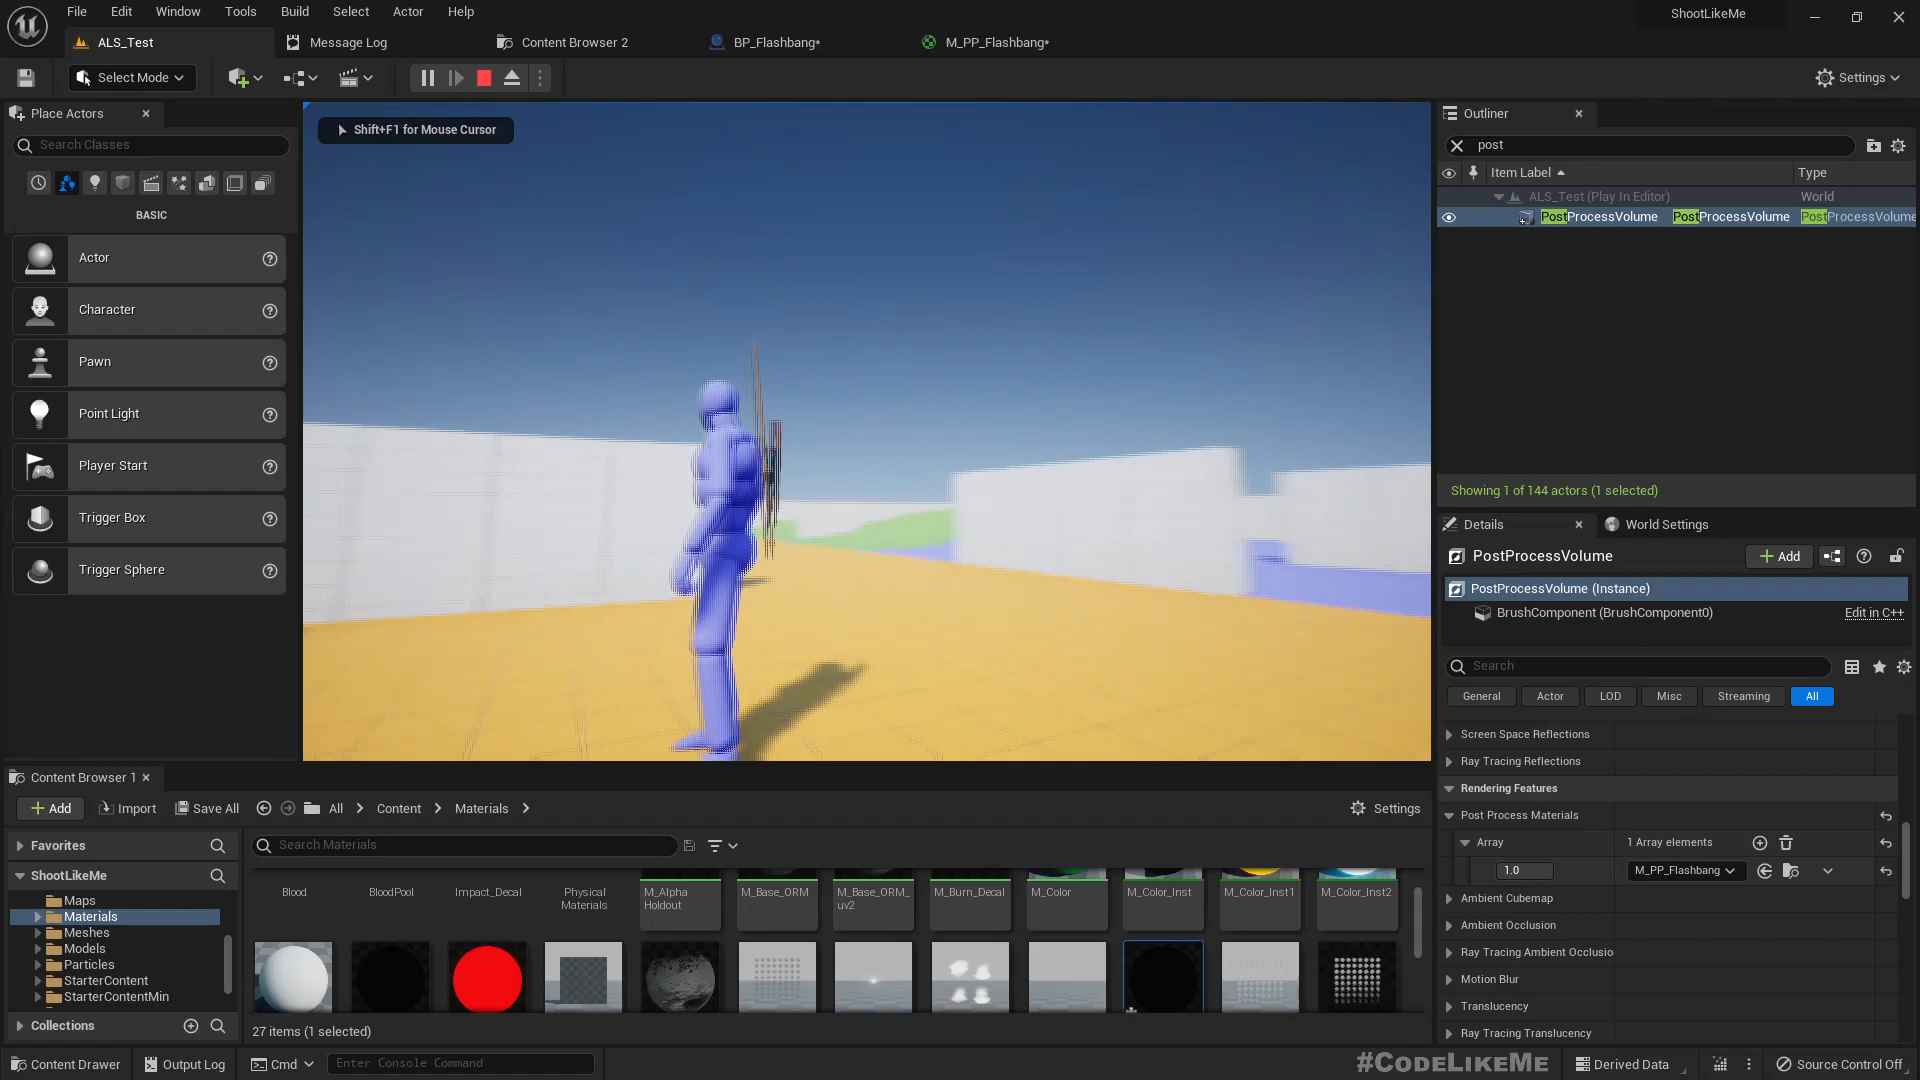 File Edit Window Tools Build Select Actor Help
ShootLikeMe
ALS_Test
Message Log
Content Browser 2
BP_Flashbang*
M_PP_Flashbang*
Select Mode
Settings
Place Actors
Search Classes
BASIC
Actor
Character
Pawn
Point Light
Player Start
Trigger Box
Trigger Sphere
Shift+F1 for Mouse Cursor
Outliner
post
Item Label Type
ALS_Test (Play In Editor) World
PostProcessVolume PostProcessVolume PostProcessVolume
Showing 1 of 144 actors (1 selected)
Details
World Settings
PostProcessVolume
Add
PostProcessVolume (Instance)
BrushComponent (BrushComponent0) Edit in C++
Search
General Actor LOD Misc Streaming All
Screen Space Reflections
Ray Tracing Reflections
Rendering Features
Post Process Materials
Array 1 Array elements
1.0 M_PP_Flashbang
Ambient Cubemap
Ambient Occlusion
Ray Tracing Ambient Occlusio
Motion Blur
Translucency
Ray Tracing Translucency
Content Browser 1
Add Import Save All All Content Materials Settings
Favorites
ShootLikeMe
Maps
Materials
Meshes
Models
Particles
StarterContent
StarterContentMin
Collections
Search Materials
Blood
BloodPool
Impact_Decal
Physical
Materials
M_Alpha
Holdout
M_Base_ORM
M_Base_ORM_
uv2
M_Burn_Decal
M_Color
M_Color_Inst
M_Color_Inst1
M_Color_Inst2
27 items (1 selected)
Content Drawer Output Log Cmd Enter Console Command
#CodeLikeMe
Derived Data
Source Control Off